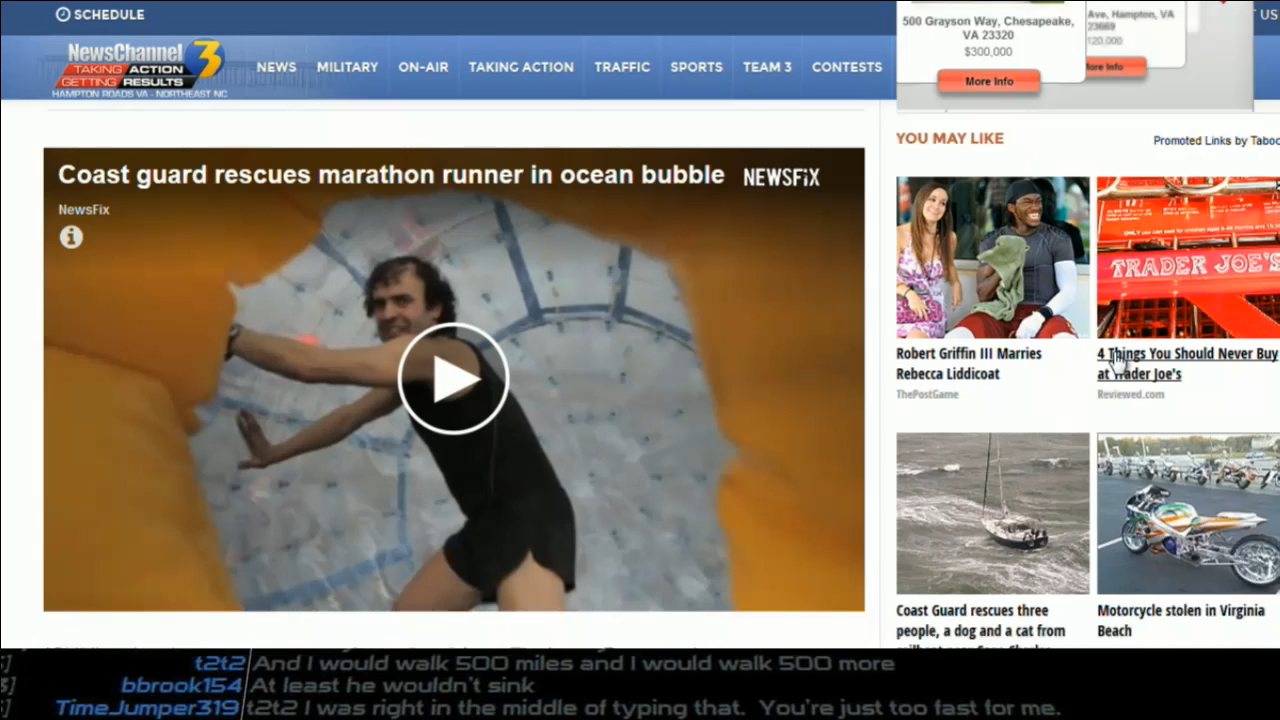 SCHEDULE
NewsChannel 3
TAKING ACTION
GETTING RESULTS
HAMPTON ROADS VA - NORTHEAST NC
NEWS MILITARY ON-AIR TAKING ACTION TRAFFIC SPORTS TEAM 3 CONTESTS
US
500 Grayson Way, Chesapeake,
VA 23320
$300,000
More Info
Ave, Hampton, VA
23669
120,000
More Info
Coast guard rescues marathon runner in ocean bubble NEWSFIX
NewsFix
i
YOU MAY LIKE
Promoted Links by Taboo
TRADER JOE'S
Robert Griffin III Marries
Rebecca Liddicoat
ThePostGame
4 Things You Should Never Buy
at Trader Joe's
Reviewed.com
Coast Guard rescues three
people, a dog and a cat from
Motorcycle stolen in Virginia
Beach
t2t2 And I would walk 500 miles and I would walk 500 more
bbrook154 At least he wouldn't sink
TimeJumper319 t2t2 I was right in the middle of typing that. You're just too fast for me.